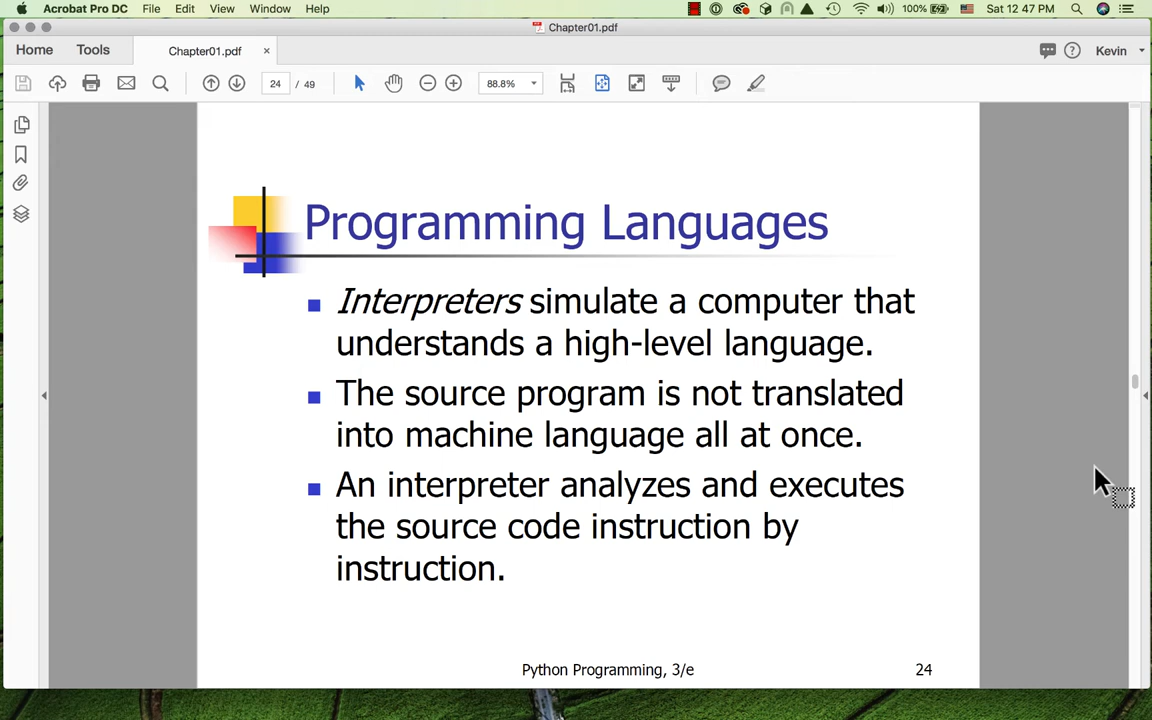 Acrobat Pro DC File Edit View Window Help 100% Sat 12 47 PM
Chapter01.pdf
Home Tools Chapter01.pdf × ? Kevin
24 / 49 88.8%
Programming Languages
Interpreters simulate a computer that
understands a high-level language.
The source program is not translated
into machine language all at once.
An interpreter analyzes and executes
the source code instruction by
instruction.
Python Programming, 3/e 24